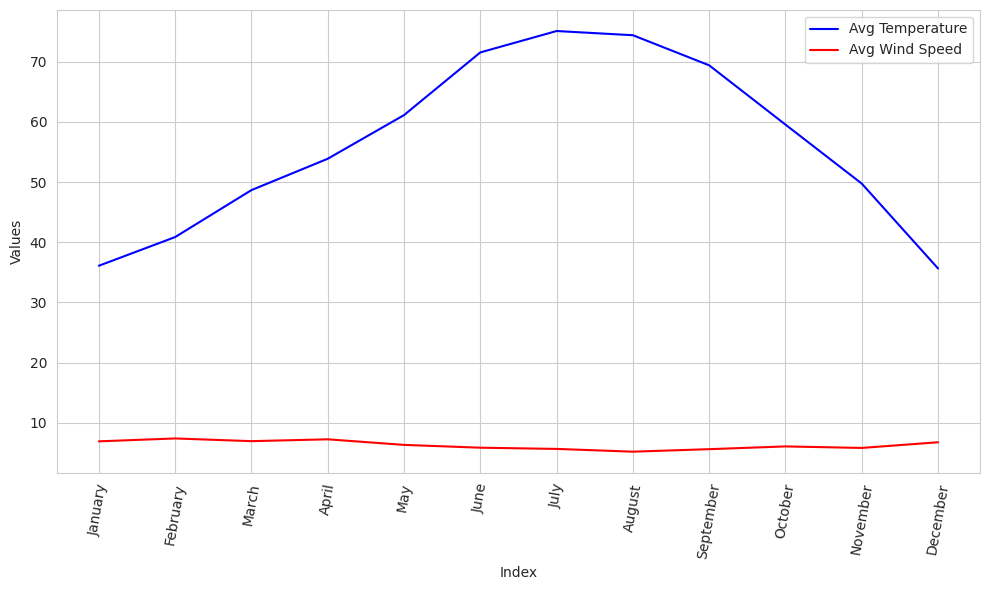 Avg Temperature
Avg Wind Speed
Values
70
60
50
40
30
20
10
January
February
March
April
May
June
July
August
September
October
November
December
Index